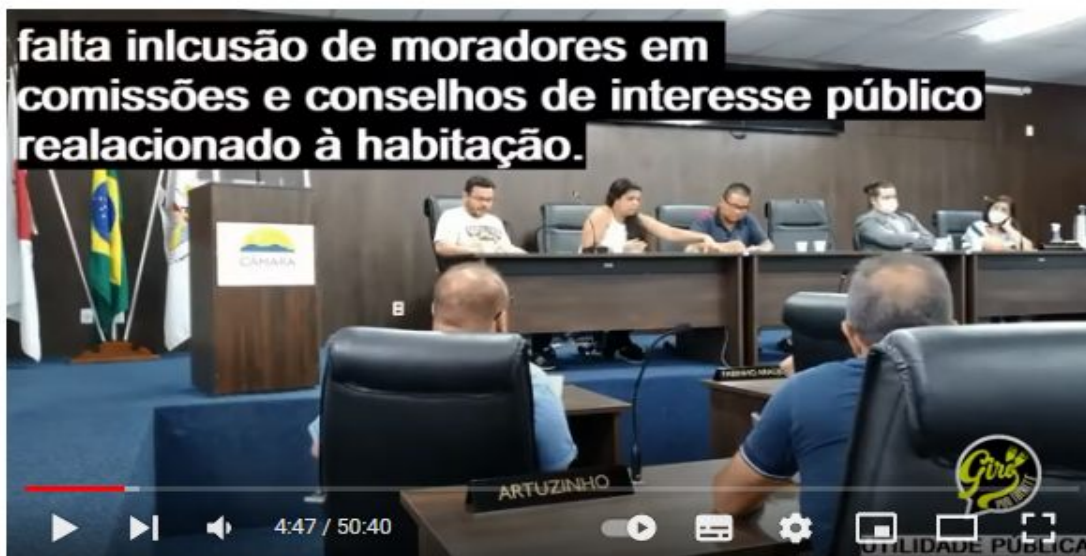 falta inlcusão de moradores em
comissões e conselhos de interesse público
realacionado à habitação.
CÂMARA
FABINHO
ARTUZINHO
Giro
4:47 / 50:40
UTILIDADE PÚBLICA